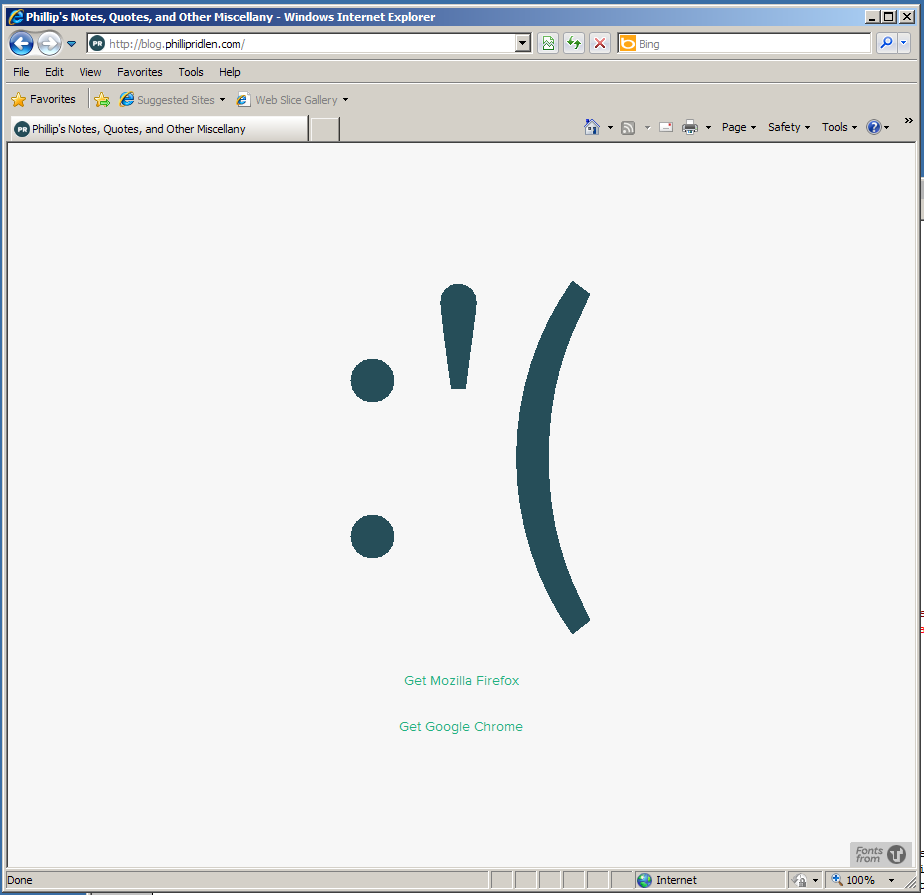 Phillip's Notes, Quotes, and Other Miscellany - Windows Internet Explorer
PR http://blog.phillipridlen.com/ Bing
File Edit View Favorites Tools Help
Favorites Suggested Sites Web Slice Gallery
PR Phillip's Notes, Quotes, and Other Miscellany Page Safety Tools »
:'(
Get Mozilla Firefox
Get Google Chrome
Fonts
from
Done Internet 100%